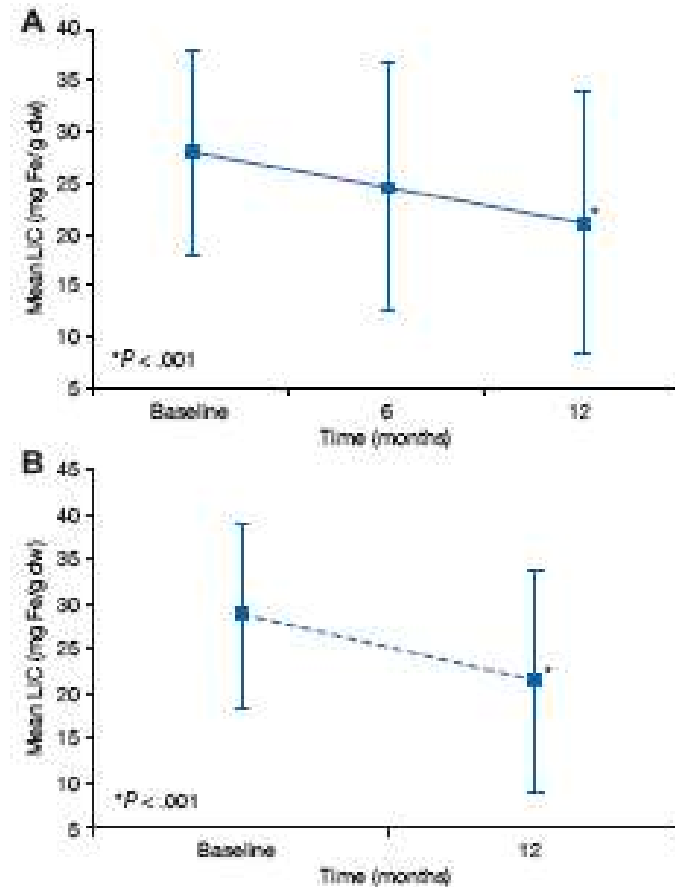 A
40
35
30
25
20
15
10
5
Mean LIC (mg Fe/g dw)
*
*P < .001
Baseline 6 12
Time (months)
B
45
40
35
30
25
20
15
10
5
Mean LIC (mg Fe/g dw)
*
*P < .001
Baseline 12
Time (months)